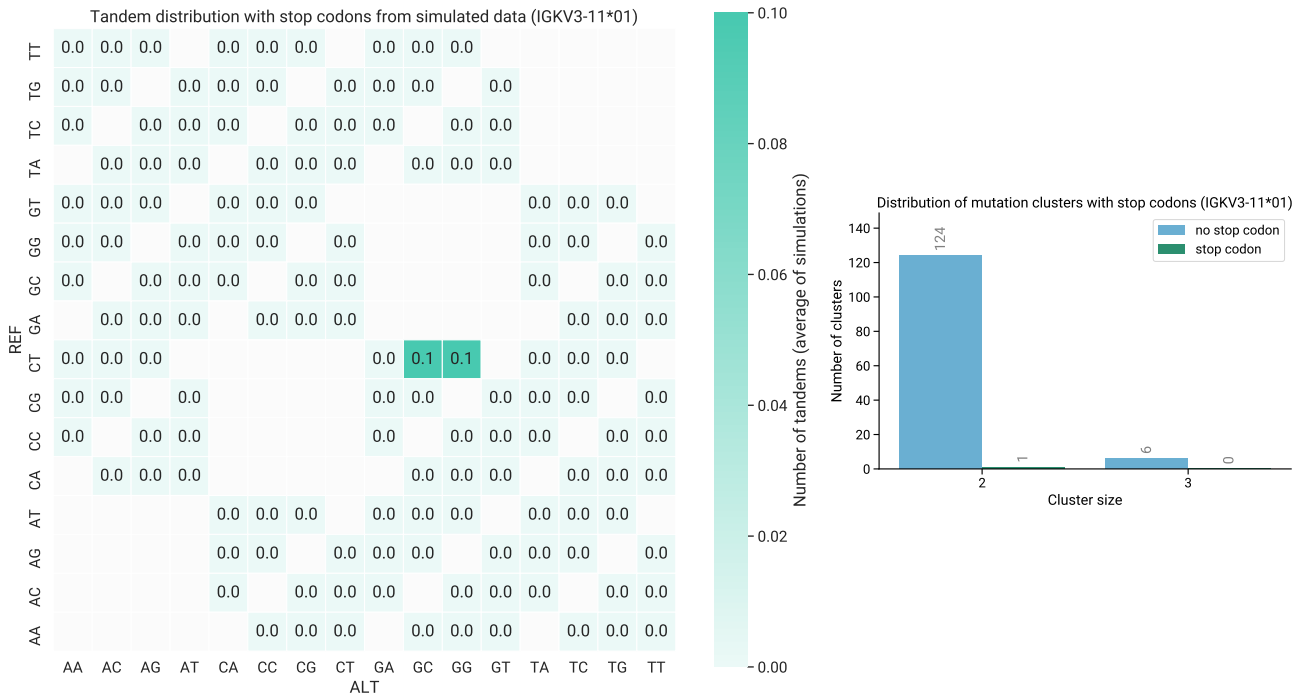 Tandem distribution with stop codons from simulated data (IGKV3-11*01)
REF
TT 0.0 0.0 0.0 0.0 0.0 0.0 0.0 0.0 0.0
TG 0.0 0.0 0.0 0.0 0.0 0.0 0.0 0.0 0.0
TC 0.0 0.0 0.0 0.0 0.0 0.0 0.0 0.0 0.0
TA 0.0 0.0 0.0 0.0 0.0 0.0 0.0 0.0 0.0
GT 0.0 0.0 0.0 0.0 0.0 0.0 0.0 0.0 0.0
GG 0.0 0.0 0.0 0.0 0.0 0.0 0.0 0.0 0.0
GC 0.0 0.0 0.0 0.0 0.0 0.0 0.0 0.0 0.0
GA 0.0 0.0 0.0 0.0 0.0 0.0 0.0 0.0 0.0
CT 0.0 0.0 0.0 0.0 0.1 0.1 0.0 0.0 0.0
CG 0.0 0.0 0.0 0.0 0.0 0.0 0.0 0.0 0.0
CC 0.0 0.0 0.0 0.0 0.0 0.0 0.0 0.0 0.0
CA 0.0 0.0 0.0 0.0 0.0 0.0 0.0 0.0 0.0
AT 0.0 0.0 0.0 0.0 0.0 0.0 0.0 0.0 0.0
AG 0.0 0.0 0.0 0.0 0.0 0.0 0.0 0.0 0.0
AC 0.0 0.0 0.0 0.0 0.0 0.0 0.0 0.0 0.0
AA 0.0 0.0 0.0 0.0 0.0 0.0 0.0 0.0 0.0
AA AC AG AT CA CC CG CT GA GC GG GT TA TC TG TT
ALT
0.10
0.08
0.06
0.04
0.02
0.00
Number of tandems (average of simulations)
Distribution of mutation clusters with stop codons (IGKV3-11*01)
no stop codon
stop codon
Number of clusters
140
120
100
80
60
40
20
0
124
1
6
0
2 3
Cluster size